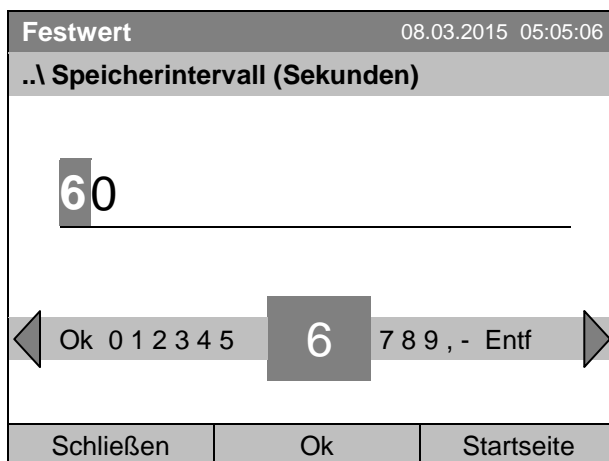 Festwert 08.03.2015 05:05:06
..\ Speicherintervall (Sekunden)
60
Ok 0 1 2 3 4 5 6 7 8 9 , - Entf
Schließen Ok Startseite